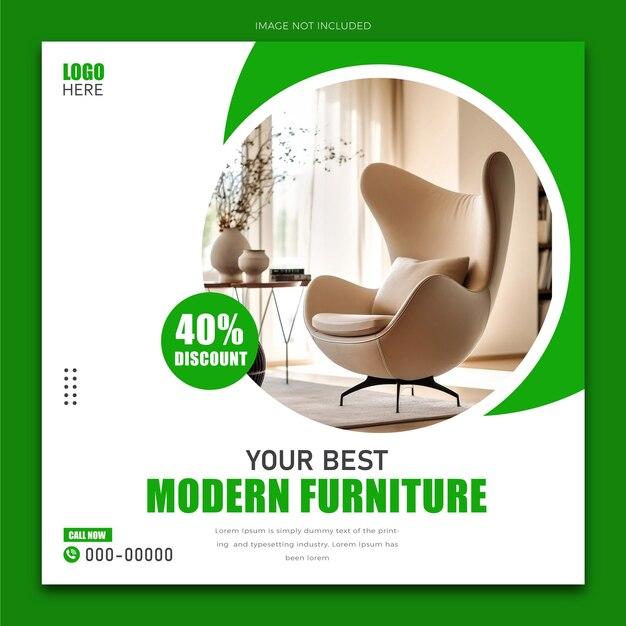 IMAGE NOT INCLUDED
LOGO
HERE
40%
DISCOUNT
YOUR BEST
MODERN FURNITURE
Lorem Ipsum is simply dummy text of the print-
ing and typesetting industry. Lorem Ipsum has
been lorem
CALL NOW
000-00000